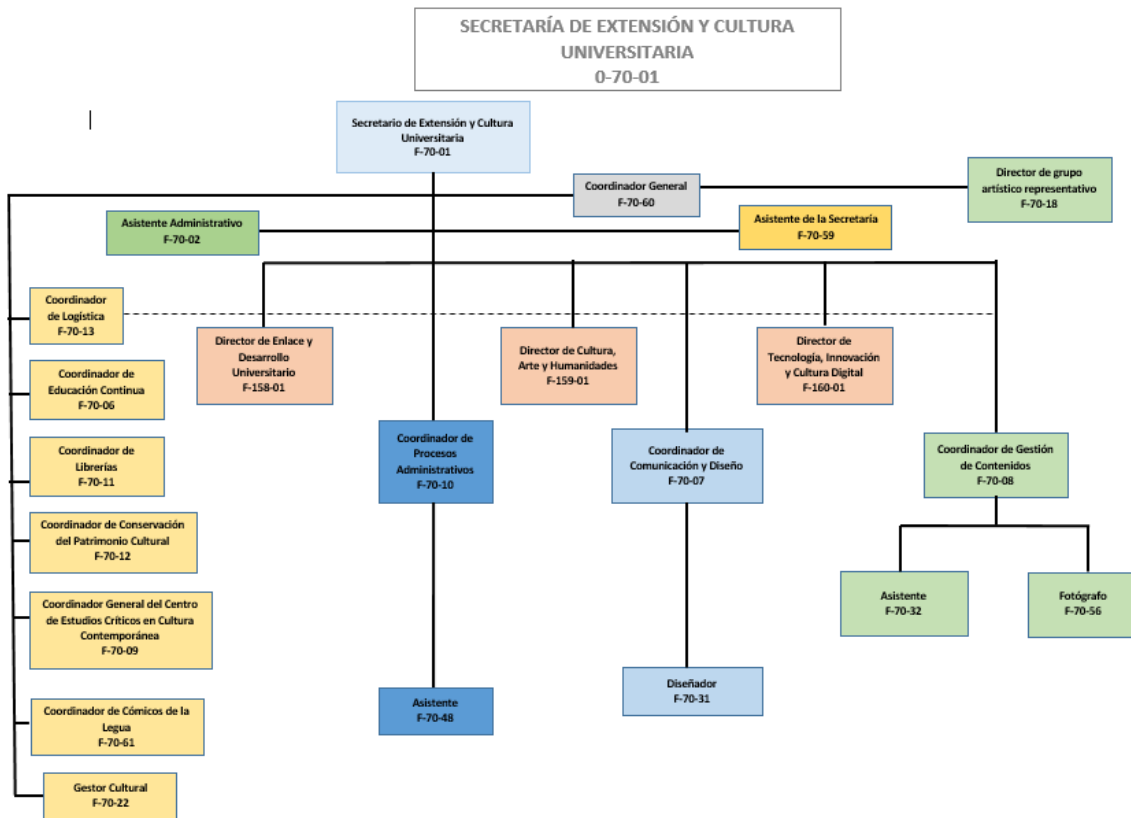 SECRETARÍA DE EXTENSIÓN Y CULTURA
UNIVERSITARIA
0-70-01
Secretario de Extensión y Cultura
Universitaria
F-70-01
Coordinador General
F-70-60
Director de grupo
artístico representativo
F-70-18
Asistente Administrativo
F-70-02
Asistente de la Secretaría
F-70-59
Coordinador
de Logística
F-70-13
Director de Enlace y
Desarrollo
Universitario
F-158-01
Director de Cultura,
Arte y Humanidades
F-159-01
Director de
Tecnología, Innovación
y Cultura Digital
F-160-01
Coordinador de
Educación Continua
F-70-06
Coordinador de
Librerías
F-70-11
Coordinador de
Procesos
Administrativos
F-70-10
Coordinador de
Comunicación y Diseño
F-70-07
Coordinador de Gestión
de Contenidos
F-70-08
Coordinador de Conservación
del Patrimonio Cultural
F-70-12
Coordinador General del Centro
de Estudios Críticos en Cultura
Contemporánea
F-70-09
Asistente
F-70-32
Fotógrafo
F-70-56
Coordinador de Cómicos de la
Legua
F-70-61
Asistente
F-70-48
Diseñador
F-70-31
Gestor Cultural
F-70-22